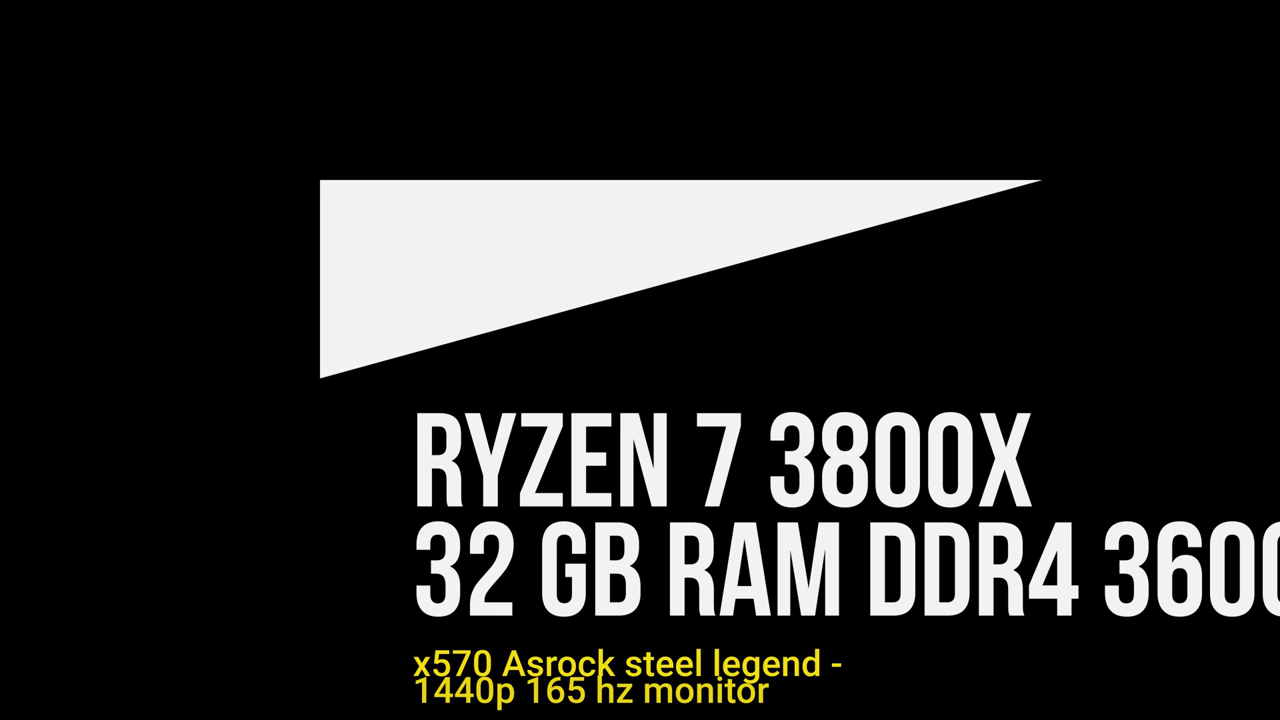 RYZEN 7 3800X
32 GB RAM DDR4 3600
x570 Asrock steel legend -
1440p 165 hz monitor